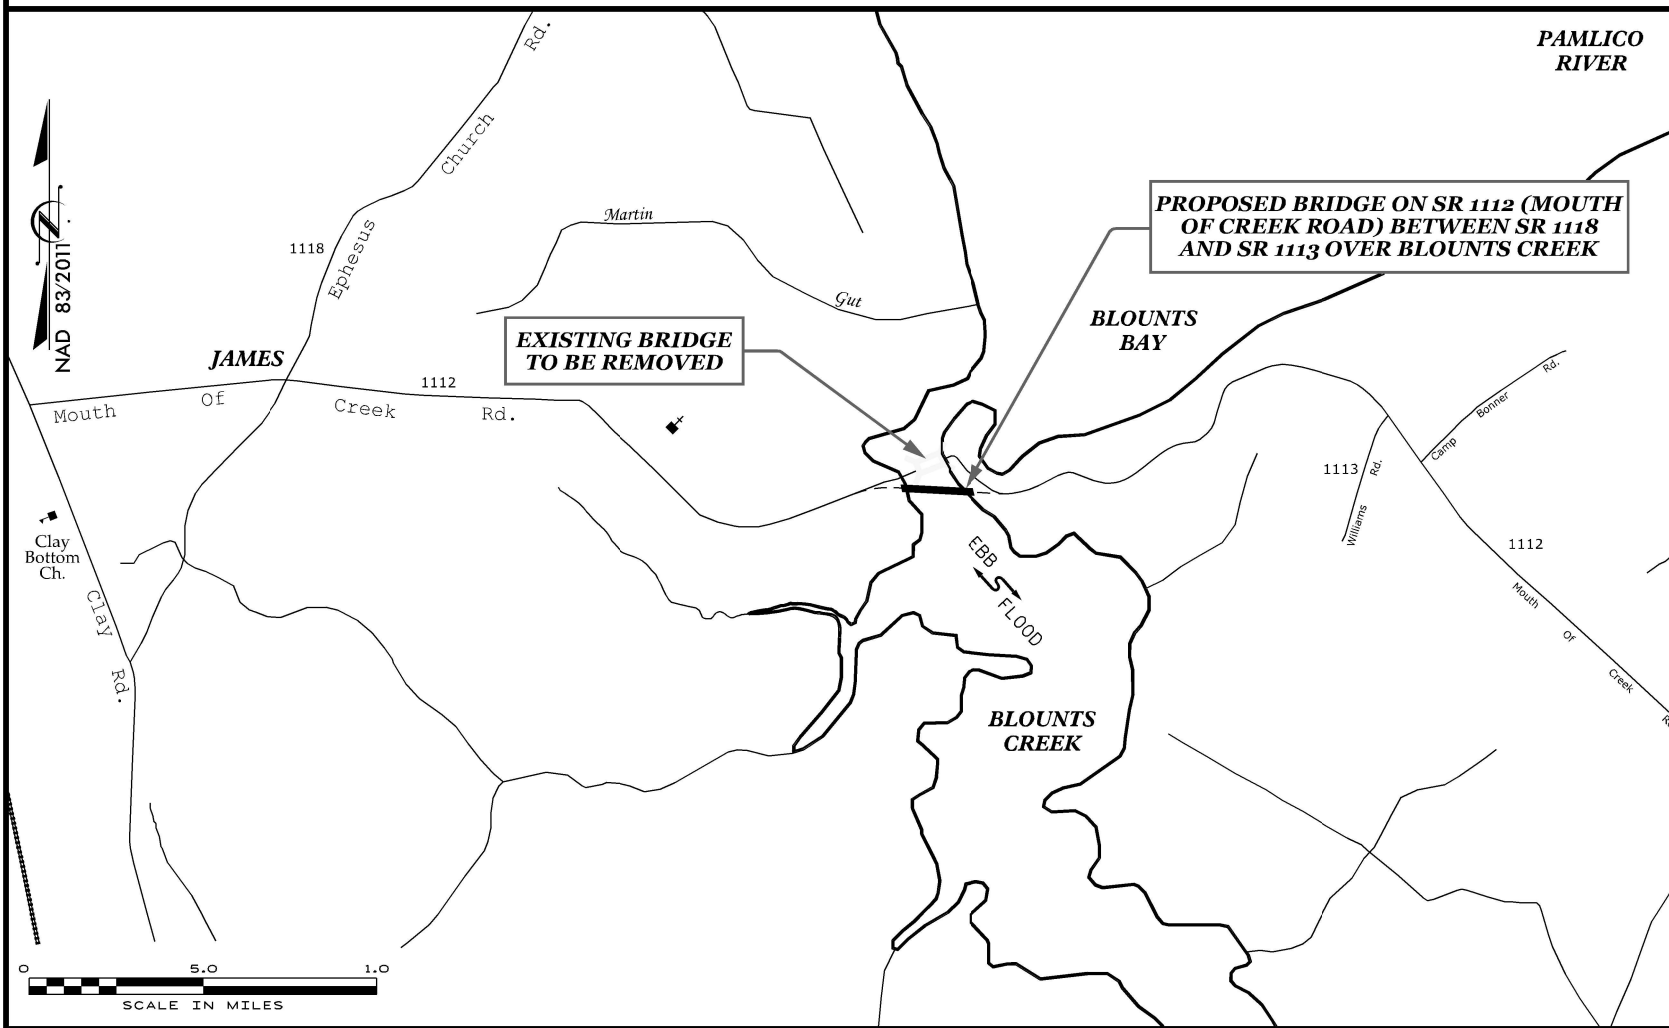 PAMLICO
RIVER
Rd.
Church
Ephesus
1118
Martin
Gut
PROPOSED BRIDGE ON SR 1112 (MOUTH
OF CREEK ROAD) BETWEEN SR 1118
AND SR 1113 OVER BLOUNTS CREEK
NAD 83/2011
EXISTING BRIDGE
TO BE REMOVED
BLOUNTS
BAY
JAMES
1112
Mouth Of Creek Rd.
Camp Bonner Rd.
1113
Williams Rd.
1112
Mouth Of Creek
Clay
Bottom
Ch.
Clay Rd.
EBB
FLOOD
BLOUNTS
CREEK
0 5.0 1.0
SCALE IN MILES